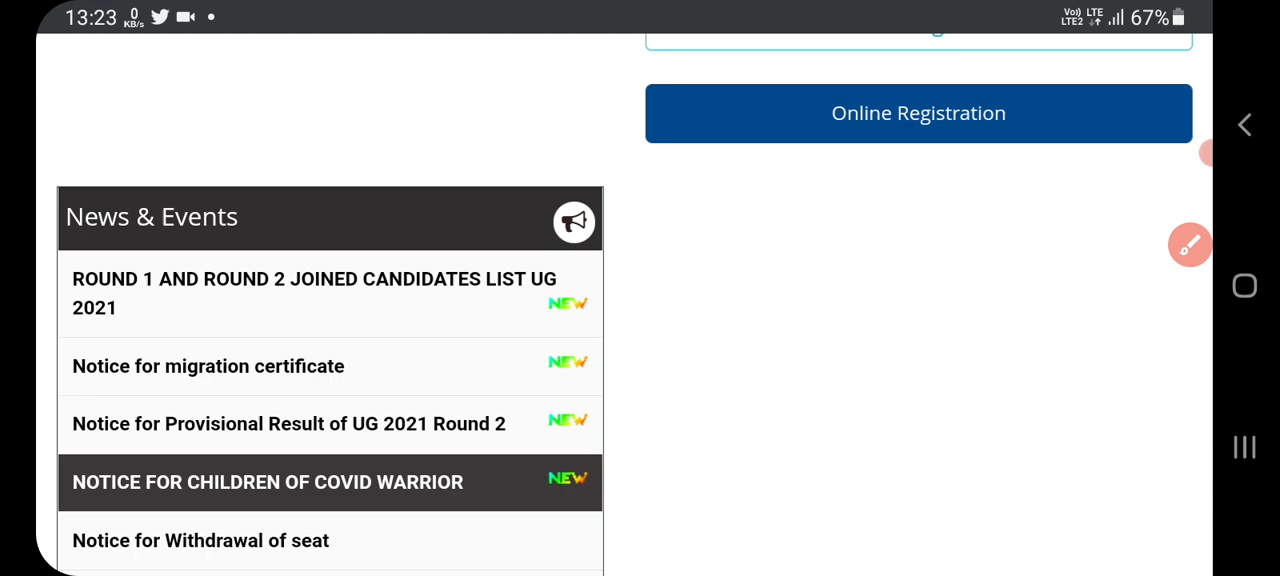 13:23 0 KB/s
Vo) LTE LTE2 67%
Online Registration
News & Events
ROUND 1 AND ROUND 2 JOINED CANDIDATES LIST UG
2021 NEW
Notice for migration certificate NEW
Notice for Provisional Result of UG 2021 Round 2 NEW
NOTICE FOR CHILDREN OF COVID WARRIOR NEW
Notice for Withdrawal of seat